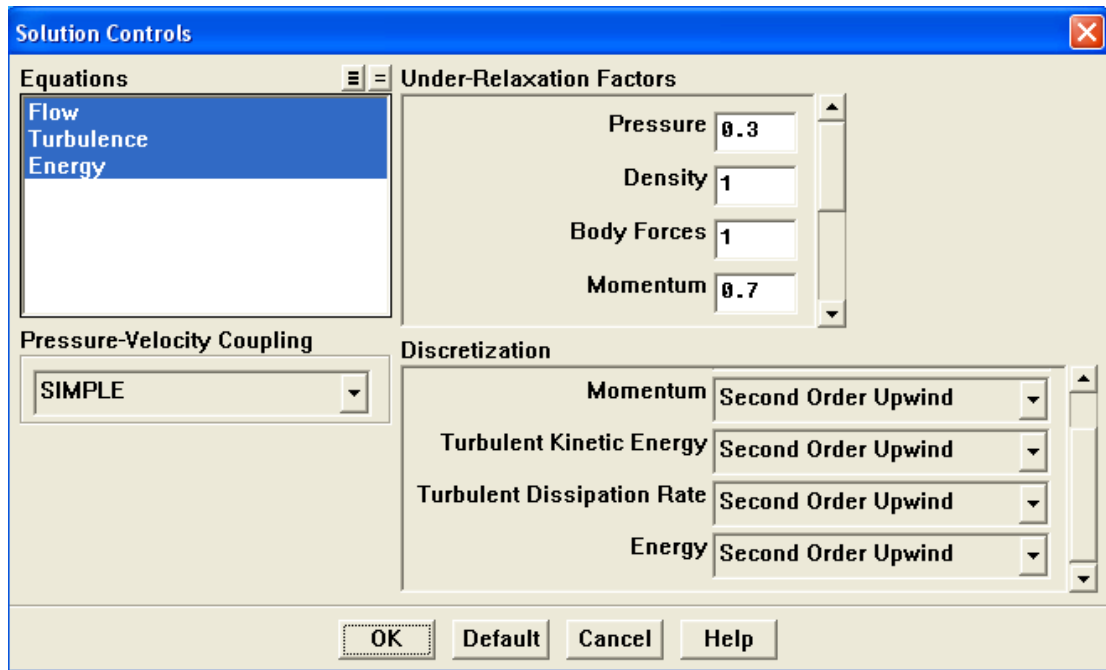 Solution Controls
Equations
Flow
Turbulence
Energy
Pressure-Velocity Coupling
SIMPLE
Under-Relaxation Factors
Pressure 0.3
Density 1
Body Forces 1
Momentum 0.7
Discretization
Momentum Second Order Upwind
Turbulent Kinetic Energy Second Order Upwind
Turbulent Dissipation Rate Second Order Upwind
Energy Second Order Upwind
OK Default Cancel Help